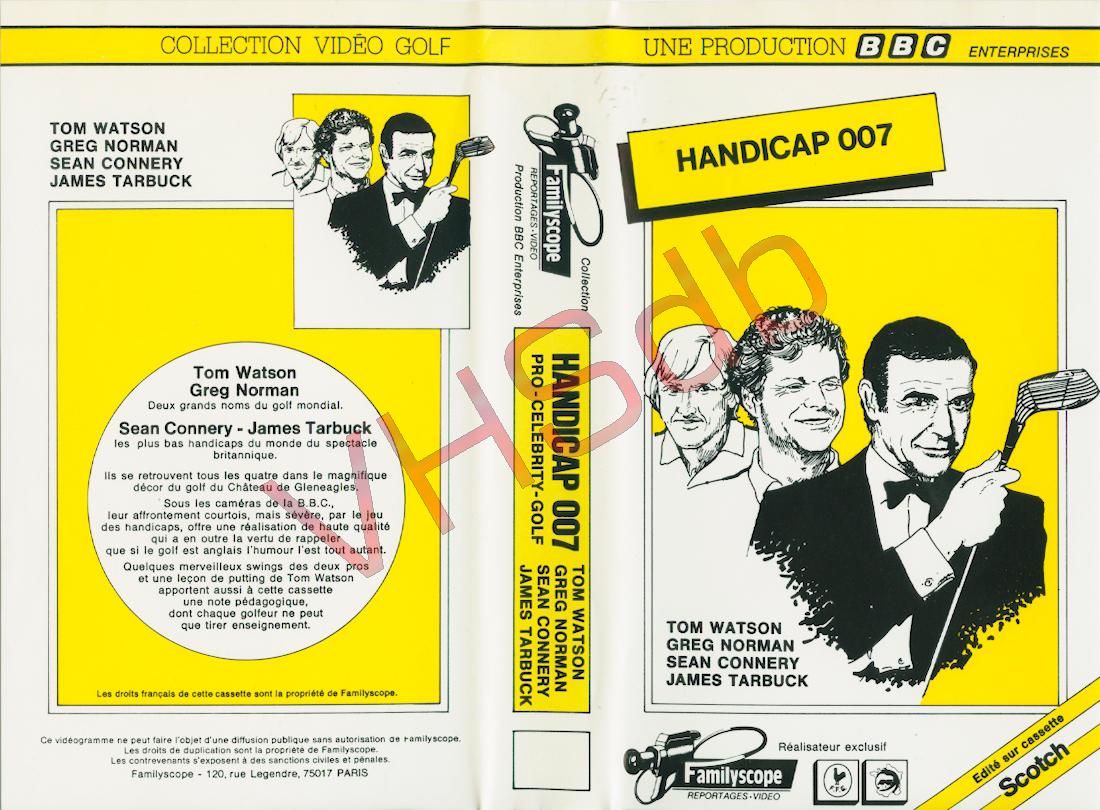 COLLECTION VIDÉO GOLF
TOM WATSON
GREG NORMAN
SEAN CONNERY
JAMES TARBUCK
Tom Watson
Greg Norman
Deux grands noms du golf mondial.
Sean Connery - James Tarbuck
les plus bas handicaps du monde du spectacle
britannique.
Ils se retrouvent tous les quatre dans le magnifique
décor du golf du Château de Gleneagles.
Sous les caméras de la B.B.C.,
leur affrontement courtois, mais sévère, par le jeu
des handicaps, offre une réalisation de haute qualité
qui a en outre la vertu de rappeler
que si le golf est anglais l'humour l'est tout autant.
Quelques merveilleux swings des deux pros
et une leçon de putting de Tom Watson
apportent aussi à cette cassette
une note pédagogique,
dont chaque golfeur ne peut
que tirer enseignement.
Les droits français de cette cassette sont la propriété de Familyscope.
Ce vidéogramme ne peut faire l'objet d'une diffusion publique sans autorisation de Familyscope.
Les droits de duplication sont la propriété de Familyscope.
Les contrevenants s'exposent à des sanctions civiles et pénales.
Familyscope - 120, rue Legendre, 75017 PARIS
Collection
Familyscope
REPORTAGES-VIDEO
Production BBC Enterprises
HANDICAP 007
PRO-CELEBRITY-GOLF
TOM WATSON
GREG NORMAN
SEAN CONNERY
JAMES TARBUCK
UNE PRODUCTION BBC ENTERPRISES
HANDICAP 007
TOM WATSON
GREG NORMAN
SEAN CONNERY
JAMES TARBUCK
Familyscope
REPORTAGES-VIDEO
Réalisateur exclusif
F.F.G.
Edité sur cassette
Scotch
VHSdb